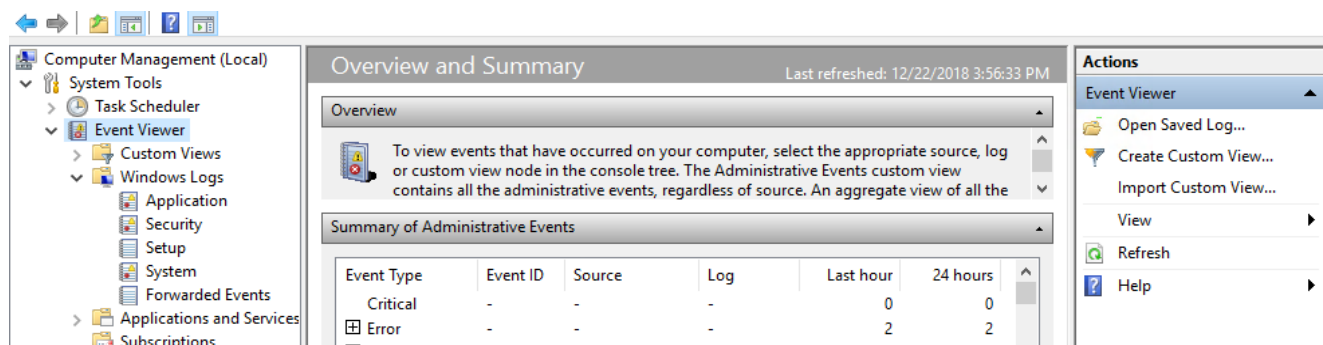 Computer Management (Local)
System Tools
Task Scheduler
Event Viewer
Custom Views
Windows Logs
Application
Security
Setup
System
Forwarded Events
Applications and Services
Subscriptions
Overview and Summary
Last refreshed: 12/22/2018 3:56:33 PM
Overview
To view events that have occurred on your computer, select the appropriate source, log
or custom view node in the console tree. The Administrative Events custom view
contains all the administrative events, regardless of source. An aggregate view of all the
Summary of Administrative Events
Event Type Event ID Source Log Last hour 24 hours
Critical - - - 0 0
Error - - - 2 2
Actions
Event Viewer
Open Saved Log...
Create Custom View...
Import Custom View...
View
Refresh
Help